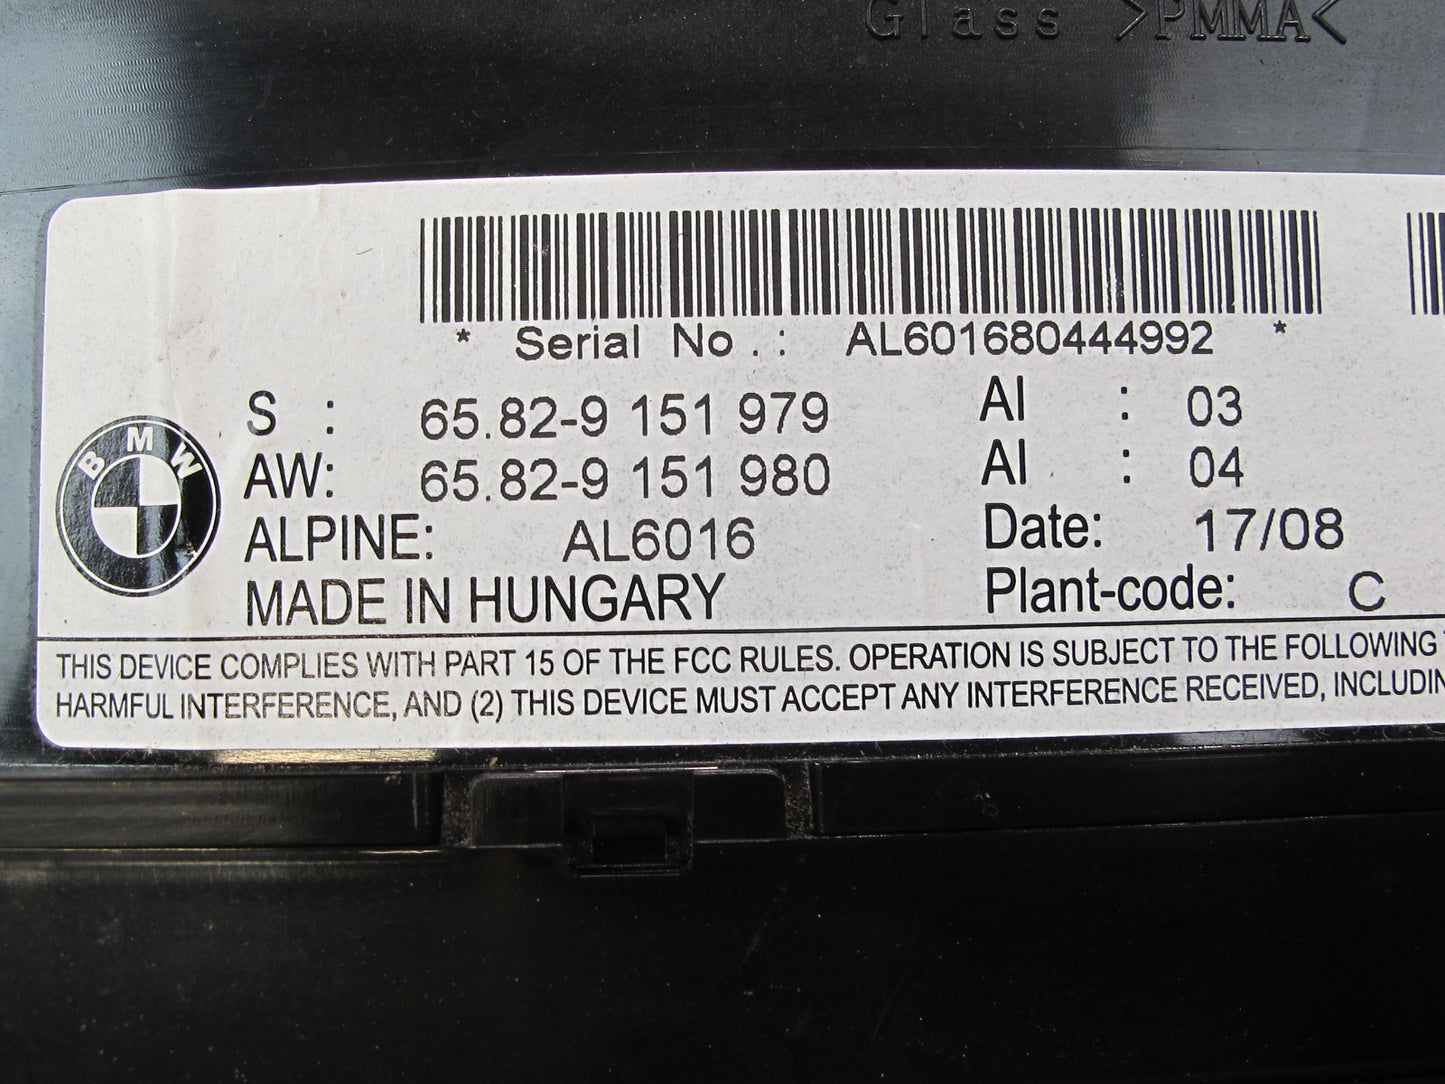 Glass >PMMA<
* Serial No.: AL601680444992 *
S : 65.82-9 151 979 AI : 03
BMW
AW: 65.82-9 151 980 AI : 04
ALPINE: AL6016 Date: 17/08
MADE IN HUNGARY Plant-code: C
THIS DEVICE COMPLIES WITH PART 15 OF THE FCC RULES. OPERATION IS SUBJECT TO THE FOLLOWING
HARMFUL INTERFERENCE, AND (2) THIS DEVICE MUST ACCEPT ANY INTERFERENCE RECEIVED, INCLUDIN